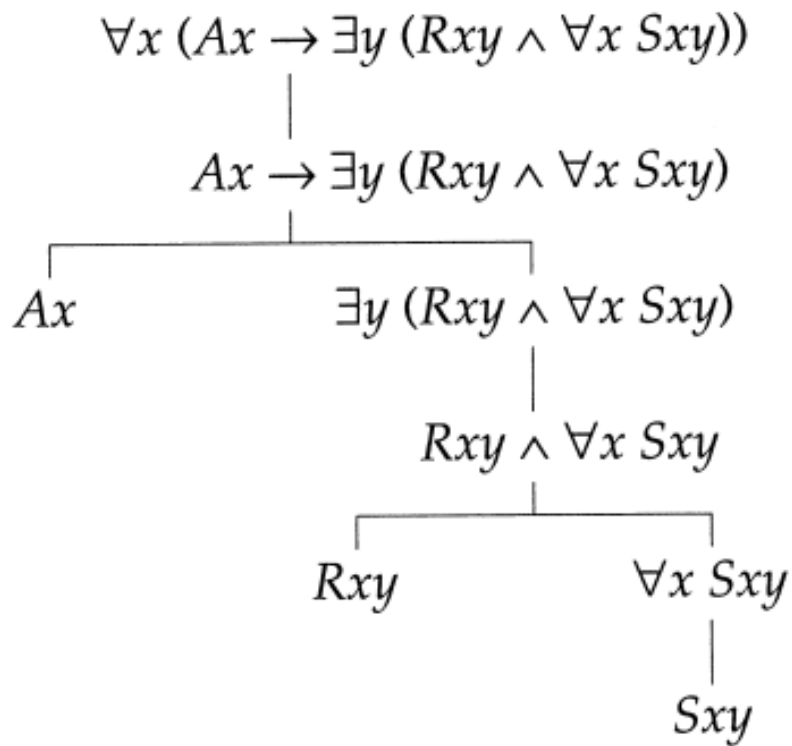 ∀x (Ax → ∃y (Rxy ∧ ∀x Sxy))
Ax → ∃y (Rxy ∧ ∀x Sxy)
Ax ∃y (Rxy ∧ ∀x Sxy)
Rxy ∧ ∀x Sxy
Rxy ∀x Sxy
Sxy